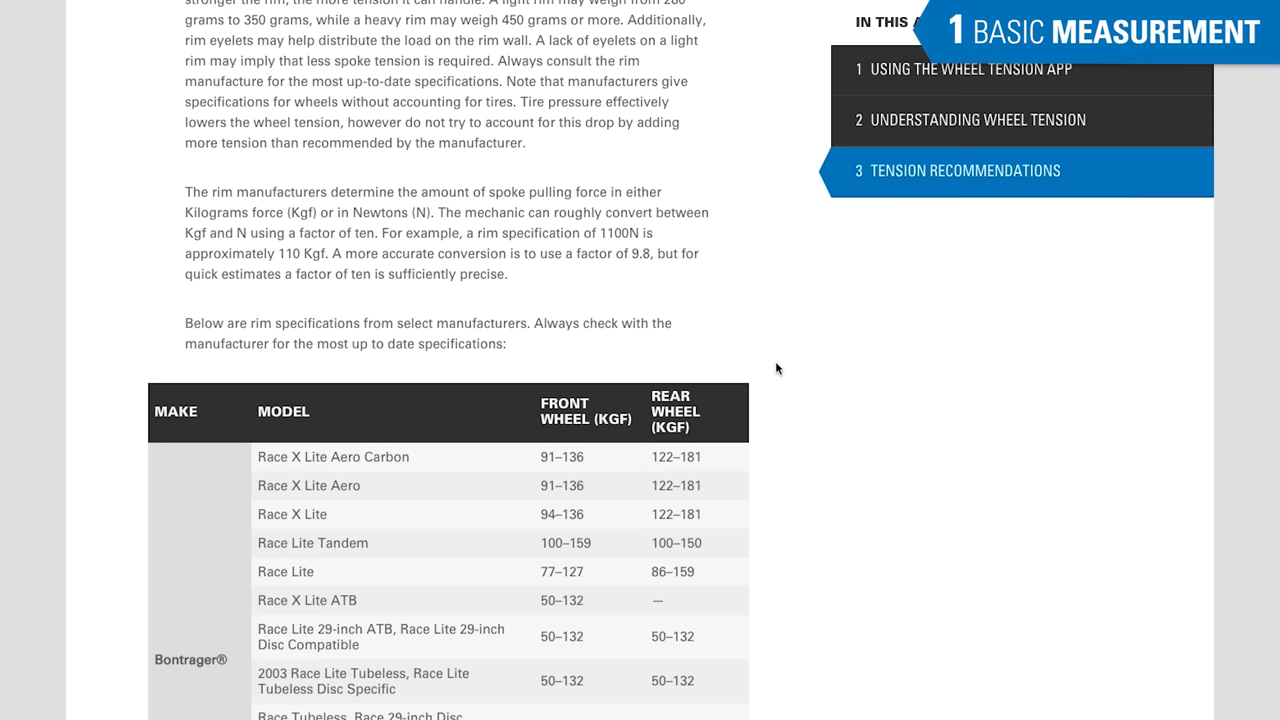 stronger the rim, the more tension it can handle. A light rim may weigh from 280
grams to 350 grams, while a heavy rim may weigh 450 grams or more. Additionally,
rim eyelets may help distribute the load on the rim wall. A lack of eyelets on a light
rim may imply that less spoke tension is required. Always consult the rim
manufacture for the most up-to-date specifications. Note that manufacturers give
specifications for wheels without accounting for tires. Tire pressure effectively
lowers the wheel tension, however do not try to account for this drop by adding
more tension than recommended by the manufacturer.
The rim manufacturers determine the amount of spoke pulling force in either
Kilograms force (Kgf) or in Newtons (N). The mechanic can roughly convert between
Kgf and N using a factor of ten. For example, a rim specification of 1100N is
approximately 110 Kgf. A more accurate conversion is to use a factor of 9.8, but for
quick estimates a factor of ten is sufficiently precise.
Below are rim specifications from select manufacturers. Always check with the
manufacturer for the most up to date specifications:
MAKE MODEL FRONT WHEEL (KGF) REAR WHEEL (KGF)
Bontrager®
Race X Lite Aero Carbon 91–136 122–181
Race X Lite Aero 91–136 122–181
Race X Lite 94–136 122–181
Race Lite Tandem 100–159 100–150
Race Lite 77–127 86–159
Race X Lite ATB 50–132 —
Race Lite 29-inch ATB, Race Lite 29-inch
Disc Compatible 50–132 50–132
2003 Race Lite Tubeless, Race Lite
Tubeless Disc Specific 50–132 50–132
Race Tubeless, Race 29-inch Disc
IN THIS
1 BASIC MEASUREMENT
1 USING THE WHEEL TENSION APP
2 UNDERSTANDING WHEEL TENSION
3 TENSION RECOMMENDATIONS